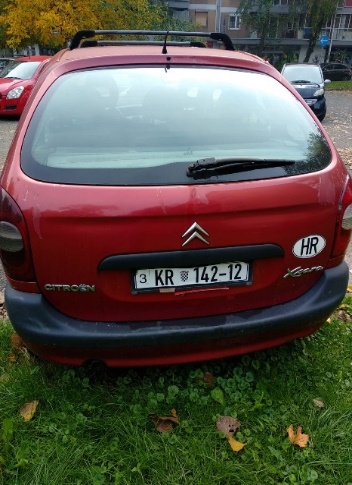 HR
CITROËN
Xsara
3 KR 142-12